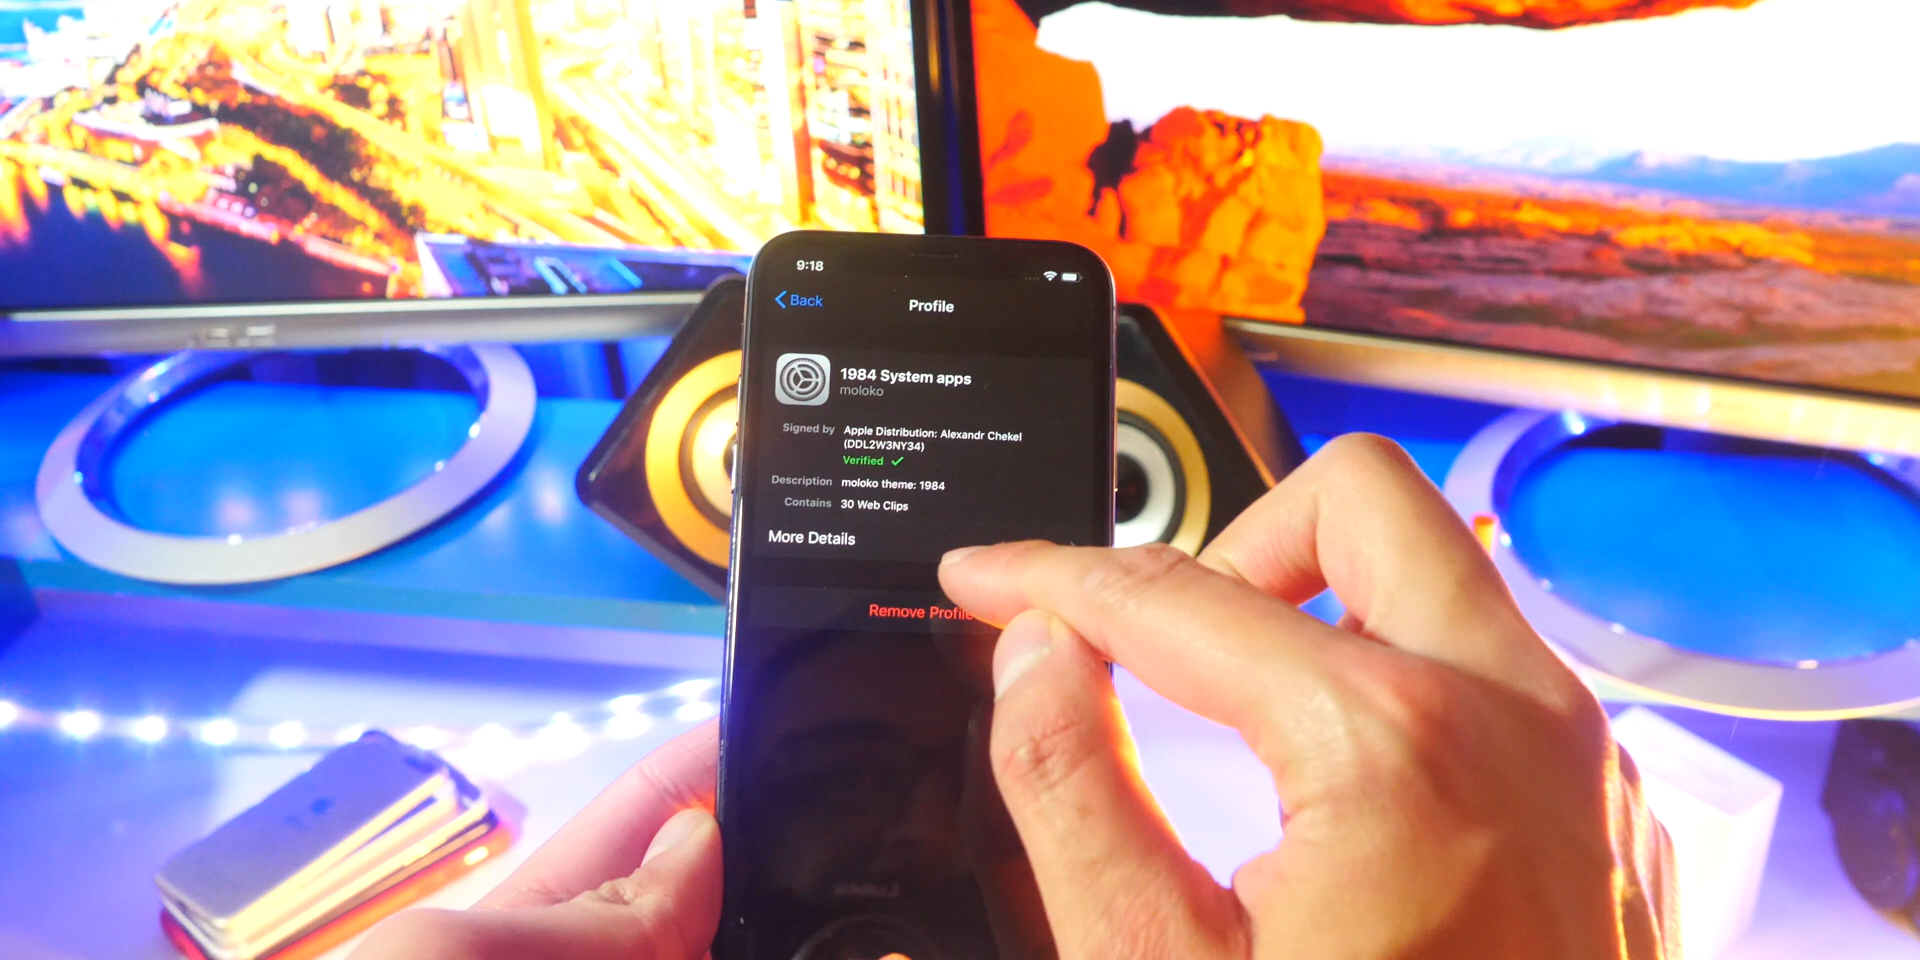 9:18
Back
Profile
1984 System apps
moloko
Signed by Apple Distribution: Alexandr Chekel
(DDL2W3NY34)
Verified
Description moloko theme: 1984
Contains 30 Web Clips
More Details
Remove Profile